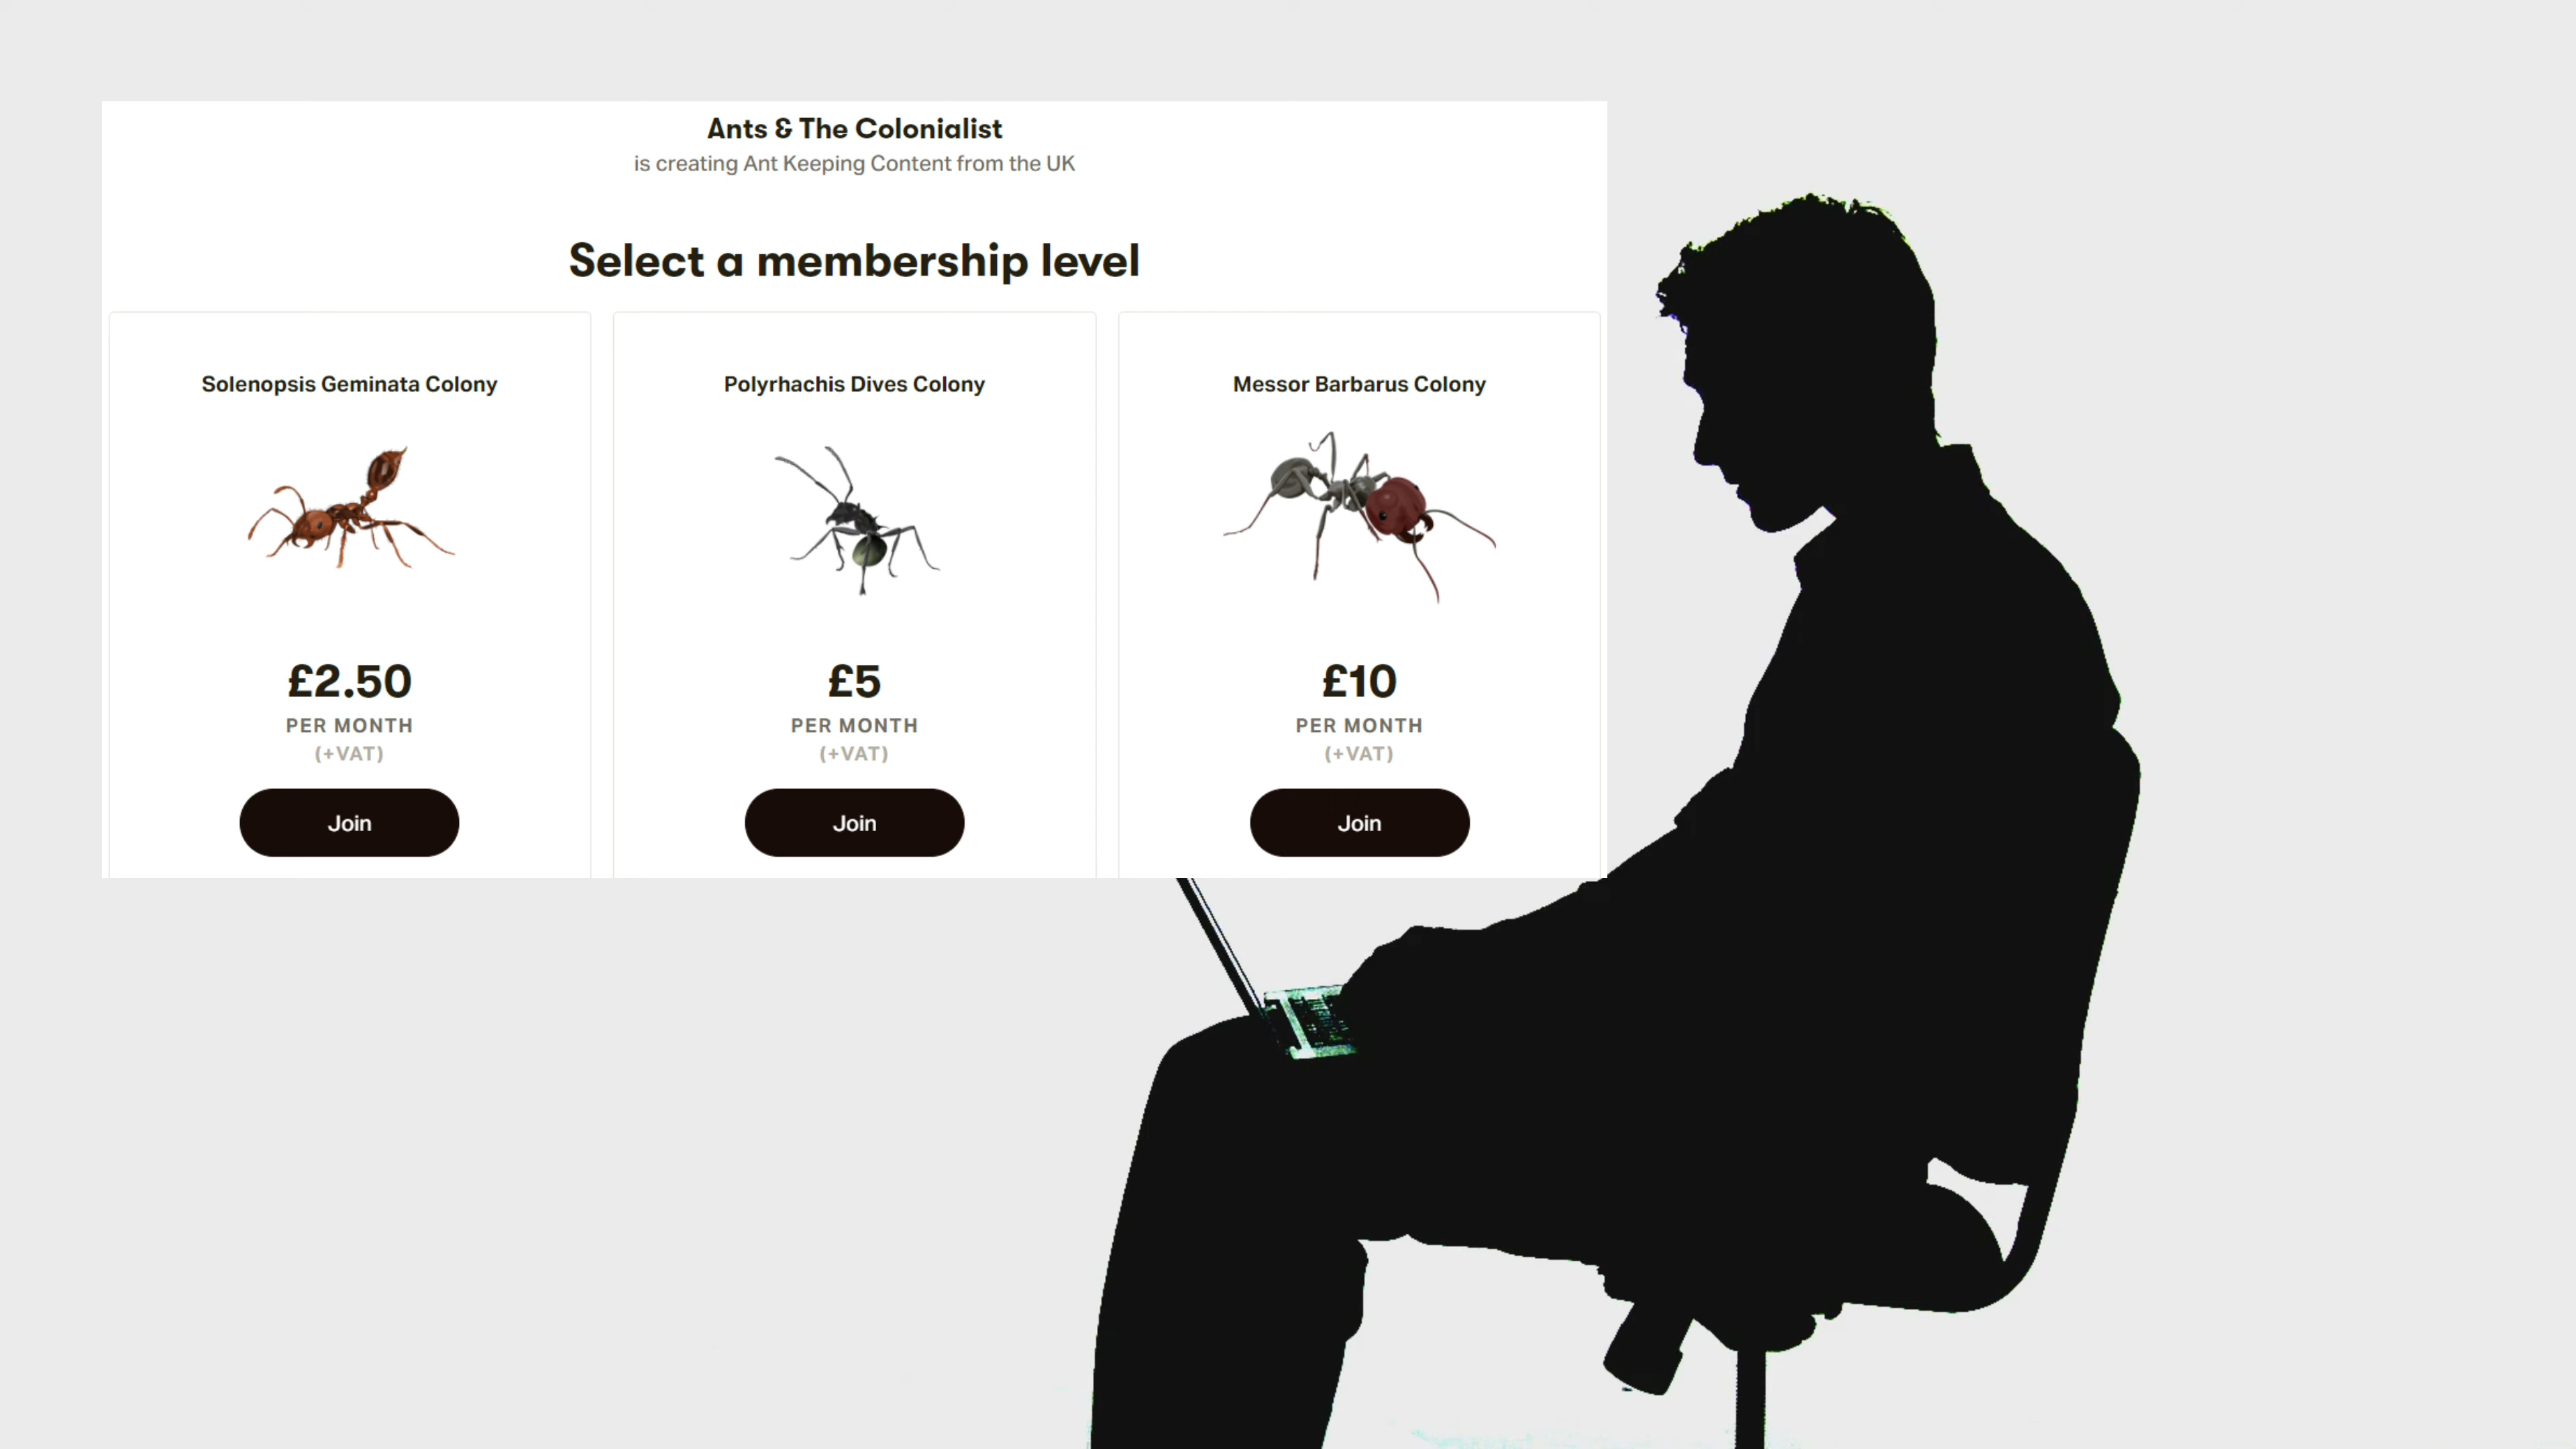 Ants & The Colonialist
is creating Ant Keeping Content from the UK
Select a membership level
Solenopsis Geminata Colony
£2.50
PER MONTH
(+VAT)
Join
Polyrhachis Dives Colony
£5
PER MONTH
(+VAT)
Join
Messor Barbarus Colony
£10
PER MONTH
(+VAT)
Join